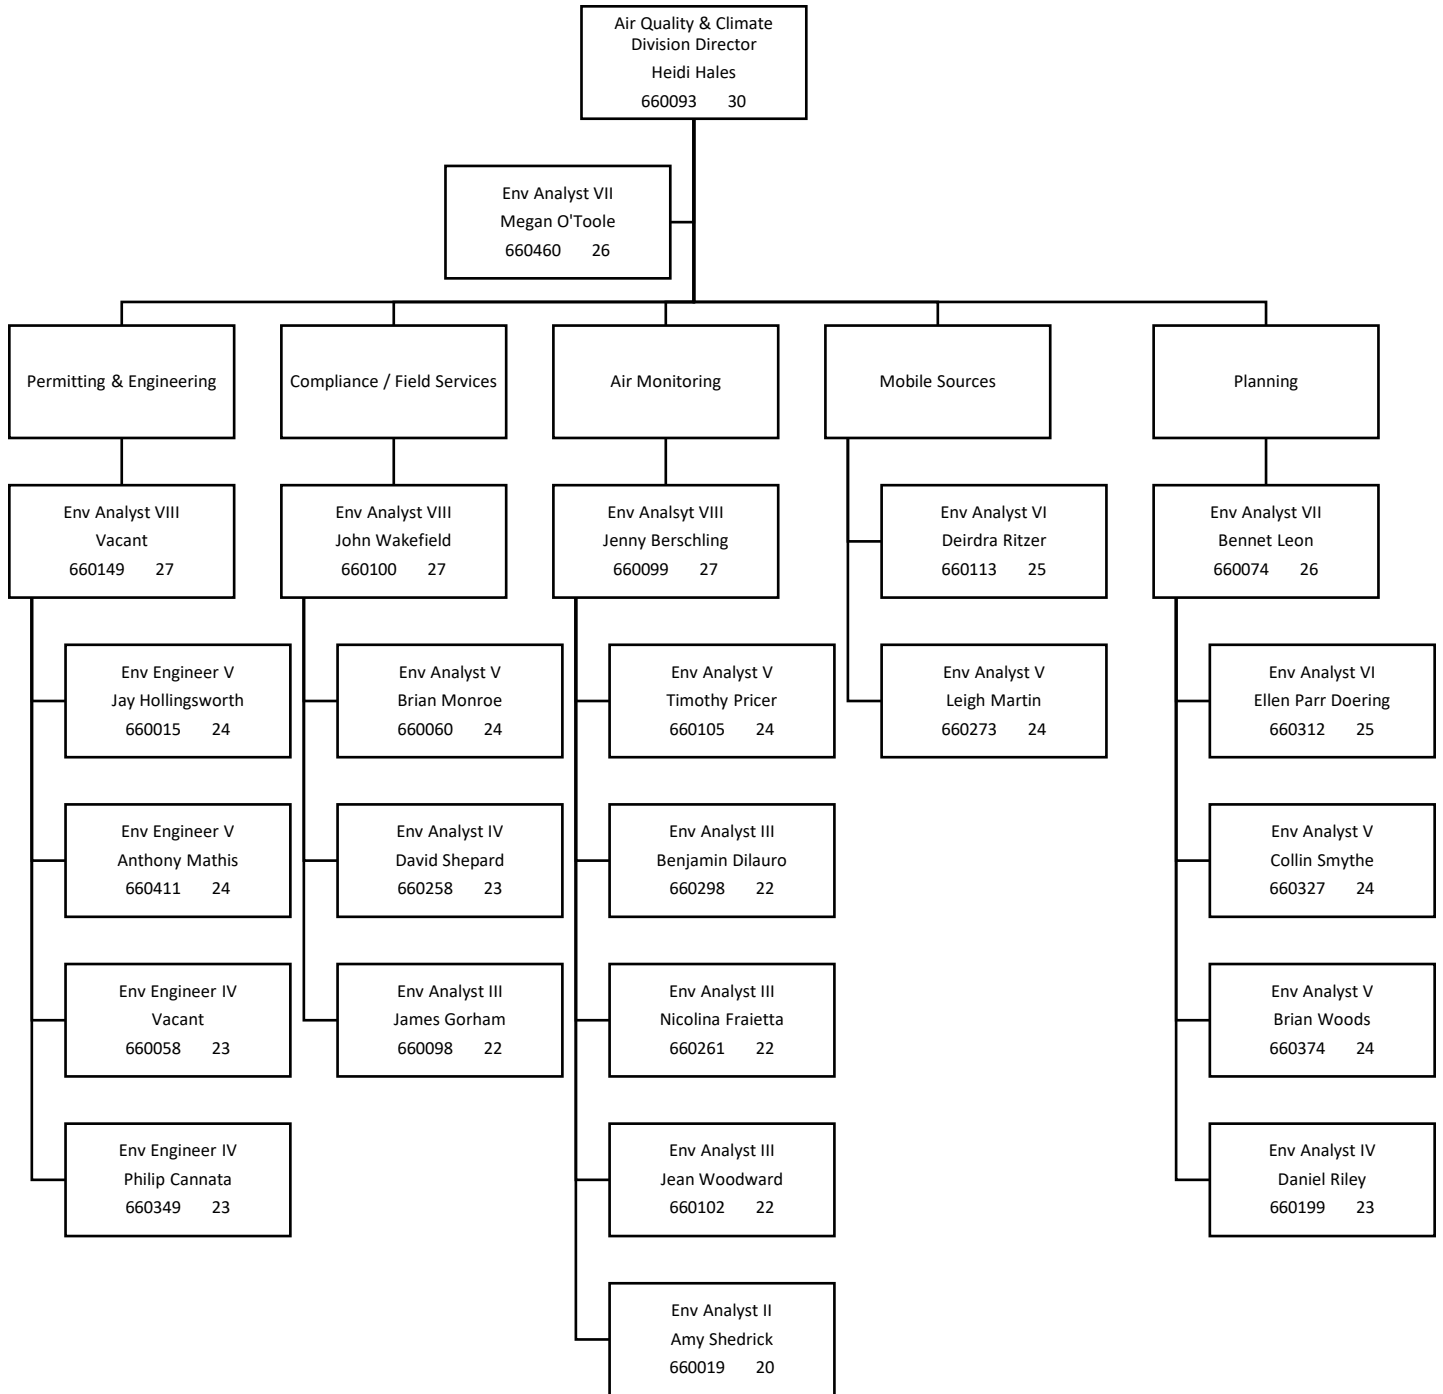 Air Quality & Climate
Division Director
Heidi Hales
660093 30
Env Analyst VII
Megan O'Toole
660460 26
Permitting & Engineering
Compliance / Field Services
Air Monitoring
Mobile Sources
Planning
Env Analyst VIII
Vacant
660149 27
Env Analyst VIII
John Wakefield
660100 27
Env Analsyt VIII
Jenny Berschling
660099 27
Env Analyst VI
Deirdra Ritzer
660113 25
Env Analyst VII
Bennet Leon
660074 26
Env Engineer V
Jay Hollingsworth
660015 24
Env Analyst V
Brian Monroe
660060 24
Env Analyst V
Timothy Pricer
660105 24
Env Analyst V
Leigh Martin
660273 24
Env Analyst VI
Ellen Parr Doering
660312 25
Env Engineer V
Anthony Mathis
660411 24
Env Analyst IV
David Shepard
660258 23
Env Analyst III
Benjamin Dilauro
660298 22
Env Analyst V
Collin Smythe
660327 24
Env Engineer IV
Vacant
660058 23
Env Analyst III
James Gorham
660098 22
Env Analyst III
Nicolina Fraietta
660261 22
Env Analyst V
Brian Woods
660374 24
Env Engineer IV
Philip Cannata
660349 23
Env Analyst III
Jean Woodward
660102 22
Env Analyst IV
Daniel Riley
660199 23
Env Analyst II
Amy Shedrick
660019 20